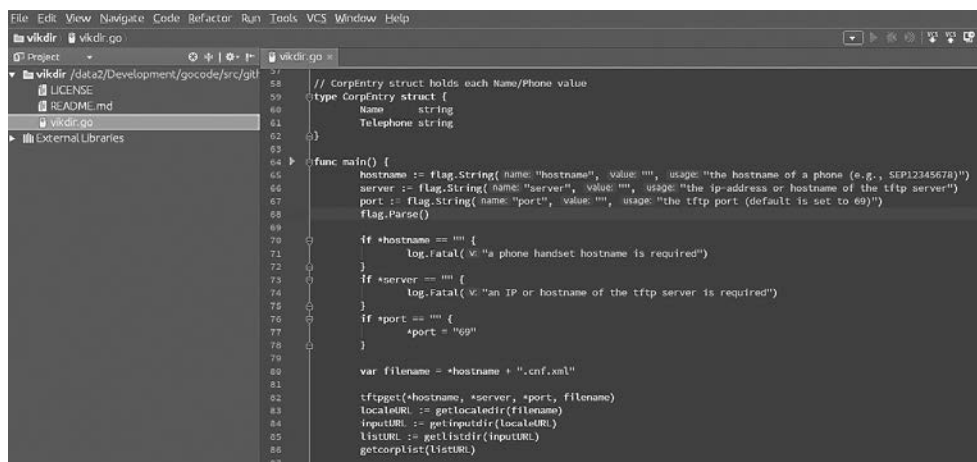 File Edit View Navigate Code Refactor Run Tools VCS Window Help
vikdir vikdir.go
Project
vikdir.go ×
vikdir /data2/Development/gocode/src/gith
LICENSE
README.md
vikdir.go
External Libraries
57
58 // CorpEntry struct holds each Name/Phone value
59 type CorpEntry struct {
60 Name string
61 Telephone string
62 }
63
64 func main() {
65 hostname := flag.String( name: "hostname", value: "", usage: "the hostname of a phone (e.g., SEP12345678)")
66 server := flag.String( name: "server", value: "", usage: "the ip-address or hostname of the tftp server")
67 port := flag.String( name: "port", value: "", usage: "the tftp port (default is set to 69)")
68 flag.Parse()
69
70 if *hostname == "" {
71 log.Fatal( v: "a phone handset hostname is required")
72 }
73 if *server == "" {
74 log.Fatal( v: "an IP or hostname of the tftp server is required")
75 }
76 if *port == "" {
77 *port = "69"
78 }
79
80 var filename = *hostname + ".cnf.xml"
81
82 tftpget(*hostname, *server, *port, filename)
83 localeURL := getlocaledir(filename)
84 inputURL := getinputdir(localeURL)
85 listURL := getlistdir(inputURL)
86 getcorplist(listURL)